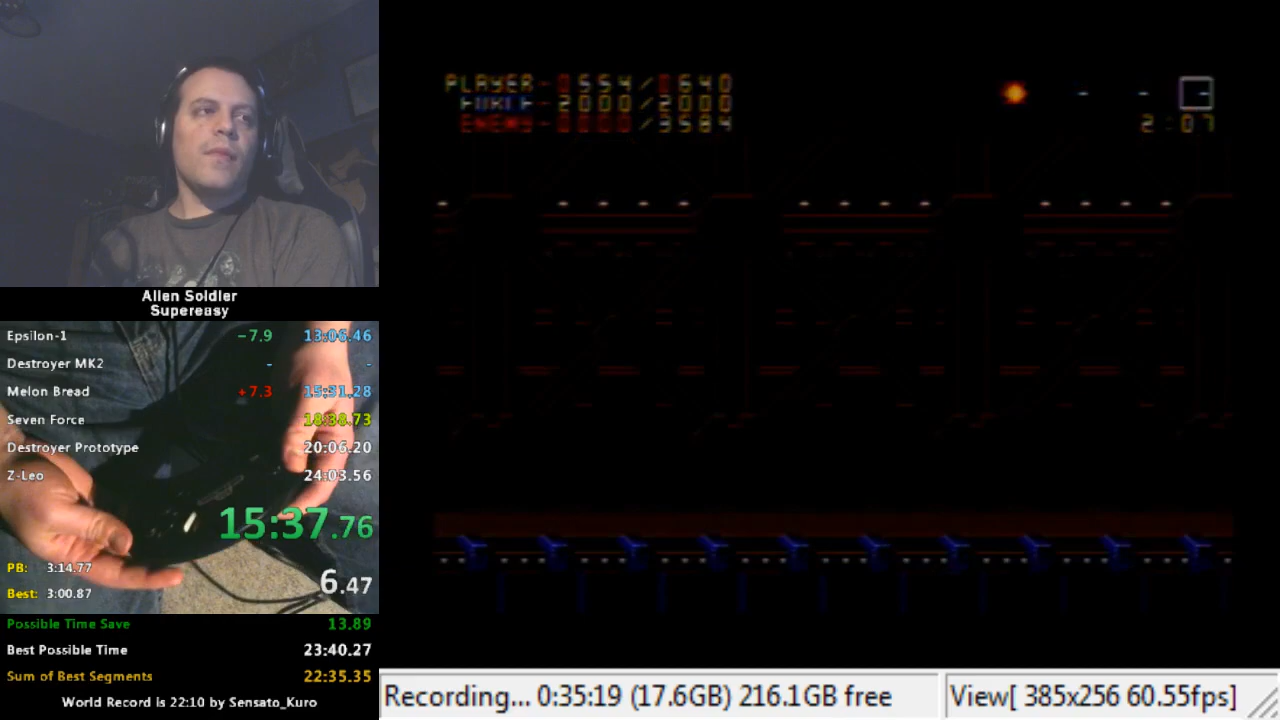 PLAYER-0554/0640
2000/2000
ENEMY-0000/3584
2:07
Alien Soldier
Supereasy
Epsilon-1 -7.9 13:06.46
Destroyer MK2 - -
Melon Bread +7.3 15:31.28
Seven Force 18:38.73
Destroyer Prototype 20:06.20
Z-Leo 24:03.56
15:37.76
PB: 3:14.77
Best: 3:00.87
6.47
Possible Time Save 13.89
Best Possible Time 23:40.27
Sum of Best Segments 22:35.35
World Record is 22:10 by Sensato_Kuro
Recording... 0:35:19 (17.6GB) 216.1GB free
View[ 385x256 60.55fps]